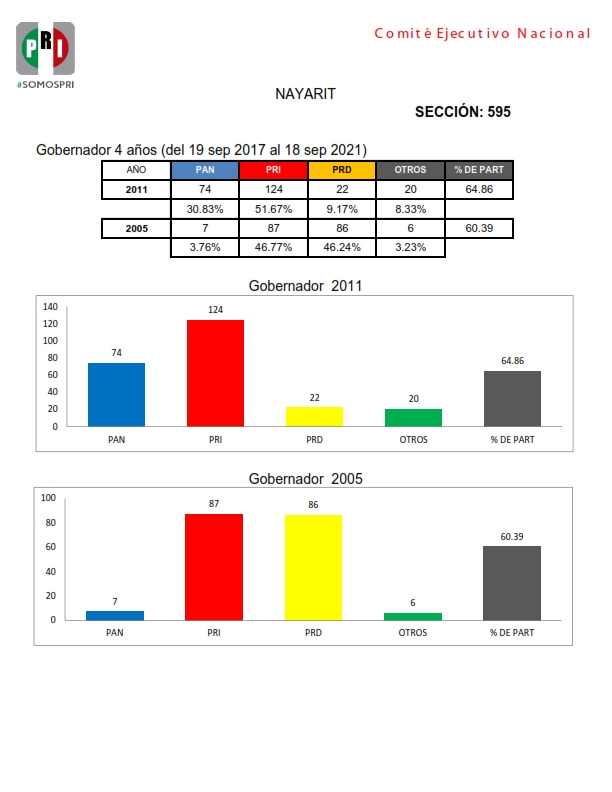 Comité Ejecutivo Nacional
PRI
#SOMOSPRI
NAYARIT
SECCIÓN: 595
Gobernador 4 años (del 19 sep 2017 al 18 sep 2021)
AÑO PAN PRI PRD OTROS % DE PART
2011 74 124 22 20 64.86
30.83% 51.67% 9.17% 8.33%
2005 7 87 86 6 60.39
3.76% 46.77% 46.24% 3.23%
Gobernador 2011
140
120
100
80
60
40
20
0
74
124
22
20
64.86
PAN PRI PRD OTROS % DE PART
Gobernador 2005
100
80
60
40
20
0
7
87
86
6
60.39
PAN PRI PRD OTROS % DE PART